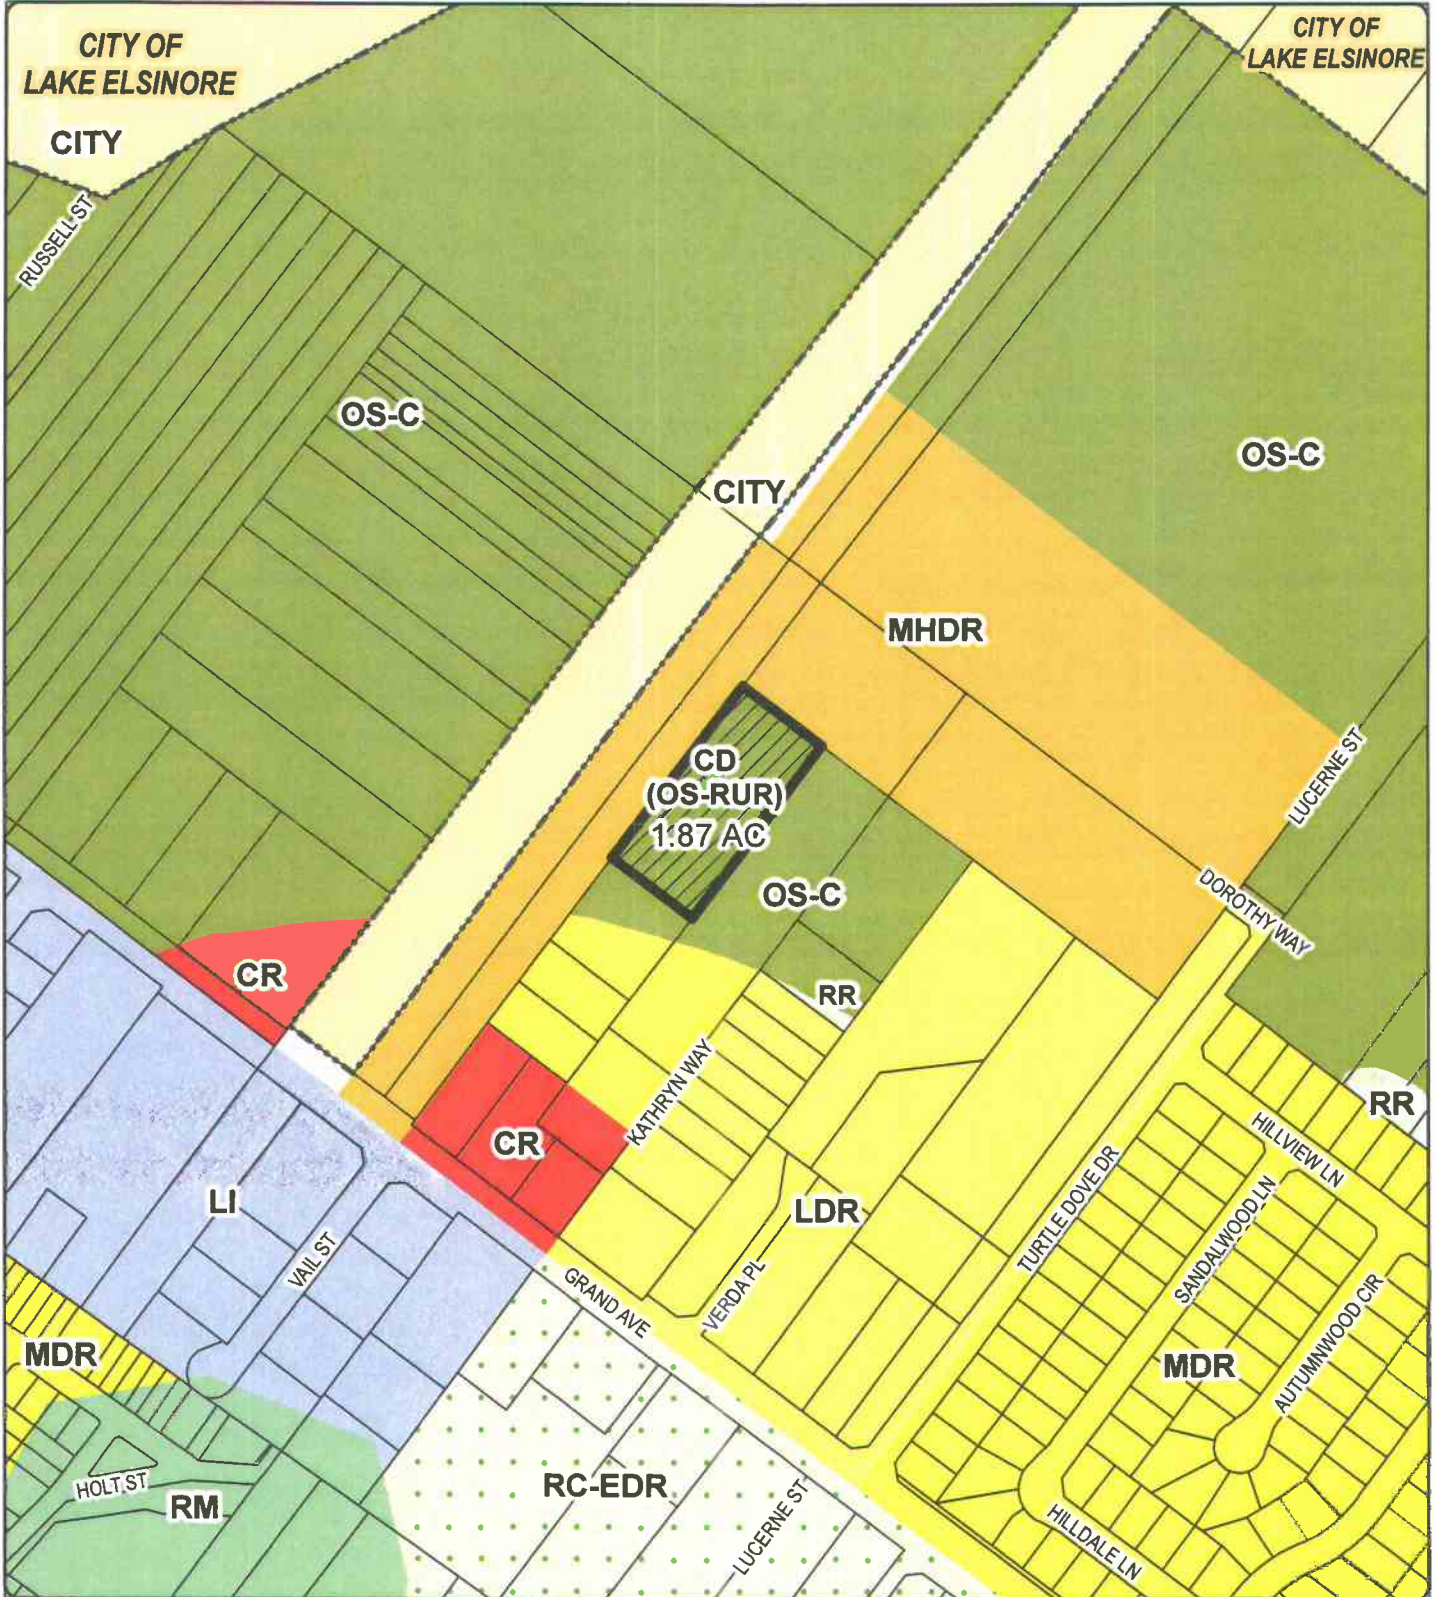 CITY OF
LAKE ELSINORE
CITY
CITY OF
LAKE ELSINORE
RUSSELL ST
OS-C
OS-C
CITY
MHDR
LUCERNE ST
CD
(OS-RUR)
1.87 AC
OS-C
DOROTHY WAY
CR
RR
KATHRYN WAY
RR
CR
HILLVIEW LN
LI
LDR
TURTLE DOVE DR
SANDALWOOD LN
VAIL ST
GRAND AVE
VERDA PL
AUTUMNWOOD CIR
MDR
MDR
HOLT ST
RM
RC-EDR
LUCERNE ST
HILLDALE LN